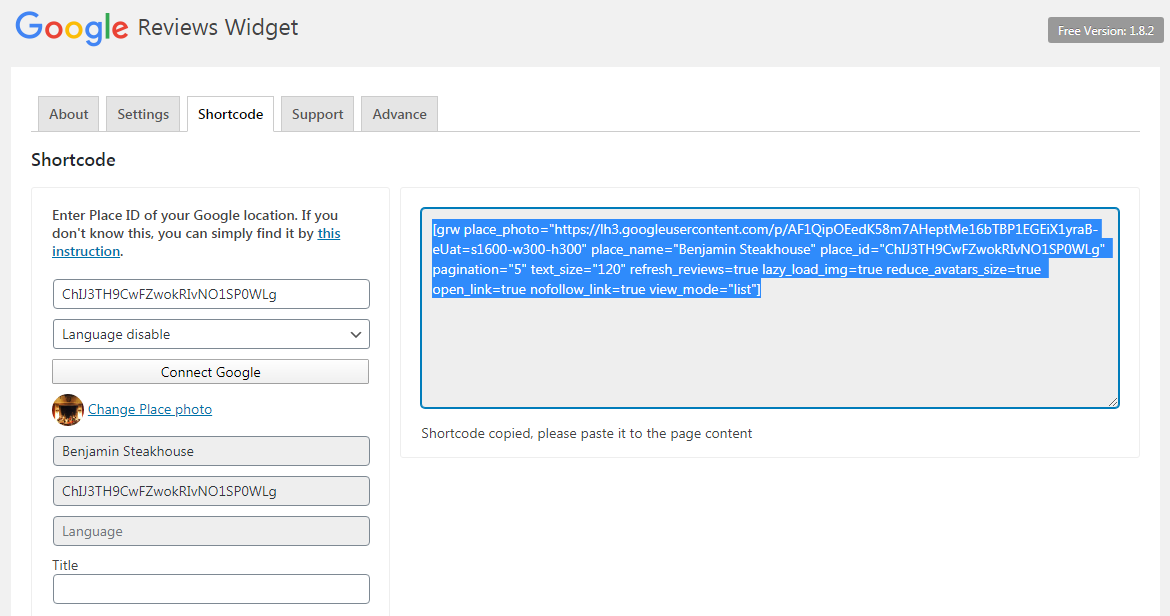 Google Reviews Widget
Free Version: 1.8.2
About
Settings
Shortcode
Support
Advance
Shortcode
Enter Place ID of your Google location. If you
don't know this, you can simply find it by this
instruction.
ChIJ3TH9CwFZwokRIvNO1SP0WLg
Language disable
Connect Google
Change Place photo
Benjamin Steakhouse
ChIJ3TH9CwFZwokRIvNO1SP0WLg
Language
Title
[grw place_photo="https://lh3.googleusercontent.com/p/AF1QipOEedK58m7AHeptMe16bTBP1EGEiX1yraB-
eUat=s1600-w300-h300" place_name="Benjamin Steakhouse" place_id="ChIJ3TH9CwFZwokRIvNO1SP0WLg"
pagination="5" text_size="120" refresh_reviews=true lazy_load_img=true reduce_avatars_size=true
open_link=true nofollow_link=true view_mode="list"]
Shortcode copied, please paste it to the page content